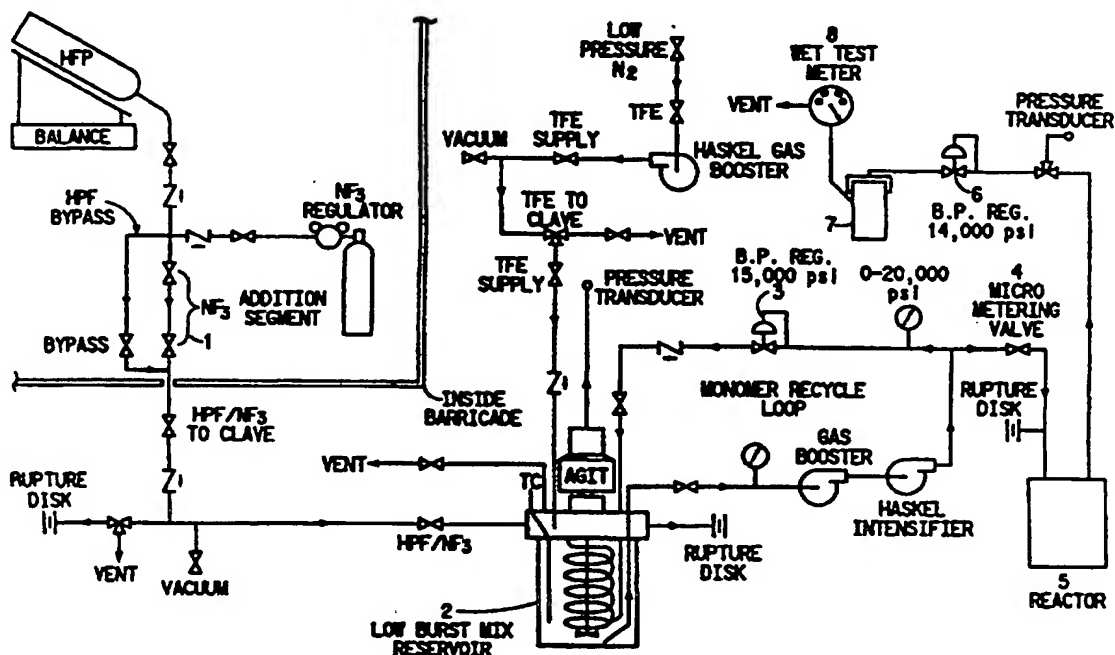 HFP
BALANCE
HPF
BYPASS
NF3
REGULATOR
NF3
ADDITION
SEGMENT
1
BYPASS
INSIDE
BARRICADE
HPF/NF3
TO CLAVE
RUPTURE
DISK
VENT
VACUUM
HPF/NF3
VENT
TC
AGIT
2
LOW BURST MIX
RESERVOIR
RUPTURE
DISK
LOW
PRESSURE
N2
TFE
TFE
SUPPLY
VACUUM
HASKEL GAS
BOOSTER
TFE TO
CLAVE
VENT
TFE
SUPPLY
PRESSURE
TRANSDUCER
8
WET TEST
METER
VENT
7
PRESSURE
TRANSDUCER
6
B.P. REG.
14,000 psi
B.P. REG.
15,000 psi
3
0-20,000
psi
4
MICRO
METERING
VALVE
MONOMER RECYCLE
LOOP
RUPTURE
DISK
GAS
BOOSTER
HASKEL
INTENSIFIER
5
REACTOR